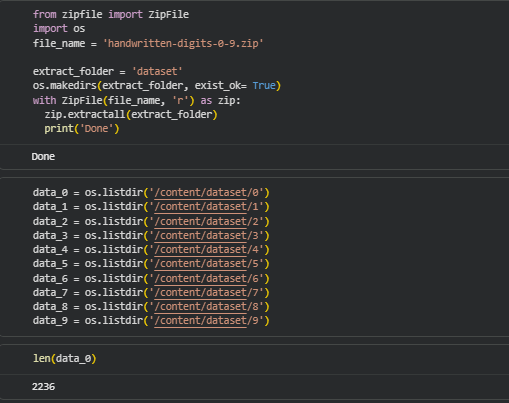 from zipfile import ZipFile
import os
file_name = 'handwritten-digits-0-9.zip'

extract_folder = 'dataset'
os.makedirs(extract_folder, exist_ok= True)
with ZipFile(file_name, 'r') as zip:
  zip.extractall(extract_folder)
  print('Done')
Done
data_0 = os.listdir('/content/dataset/0')
data_1 = os.listdir('/content/dataset/1')
data_2 = os.listdir('/content/dataset/2')
data_3 = os.listdir('/content/dataset/3')
data_4 = os.listdir('/content/dataset/4')
data_5 = os.listdir('/content/dataset/5')
data_6 = os.listdir('/content/dataset/6')
data_7 = os.listdir('/content/dataset/7')
data_8 = os.listdir('/content/dataset/8')
data_9 = os.listdir('/content/dataset/9')
len(data_0)
2236